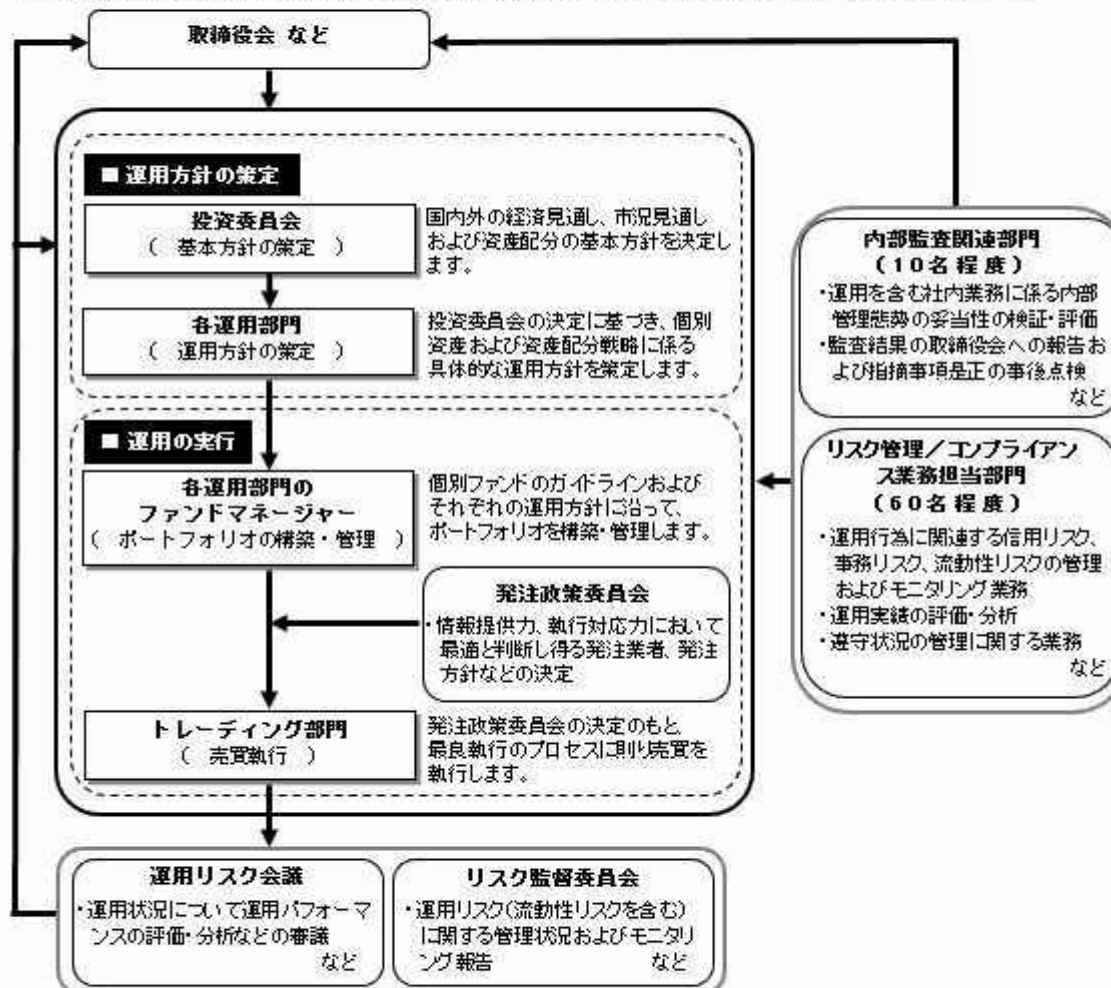 取締役会 など
■ 運用方針の策定
投資委員会
( 基本方針の策定 )
国内外の経済見通し、市況見通し
および資産配分の基本方針を決定し
ます。
各運用部門
( 運用方針の策定 )
投資委員会の決定に基づき、個別
資産および資産配分戦略に係る
具体的な運用方針を策定します。
■ 運用の実行
各運用部門の
ファンドマネージャー
( ポートフォリオの構築・管理 )
個別ファンドのガイドラインおよび
それぞれの運用方針に沿って、
ポートフォリオを構築・管理します。
発注政策委員会
・情報提供力、執行対応力において
最適と判断し得る発注業者、発注
方針などの決定
トレーディング部門
( 売買執行 )
発注政策委員会の決定のもと、
最良執行のプロセスに則り売買を
執行します。
内部監査関連部門
(10名程度)
・運用を含む社内業務に係る内部
管理態勢の妥当性の検証・評価
・監査結果の取締役会への報告お
よび指摘事項是正の事後点検
など
リスク管理/コンプライアン
ス業務担当部門
(60名程度)
・運用行為に関連する信用リスク、
事務リスク、流動性リスクの管理
およびモニタリング業務
・運用実績の評価・分析
・遵守状況の管理に関する業務
など
運用リスク会議
・運用状況について運用パフォーマ
ンスの評価・分析などの審議
など
リスク監督委員会
・運用リスク(流動性リスクを含む)
に関する管理状況およびモニタリ
ング報告 など